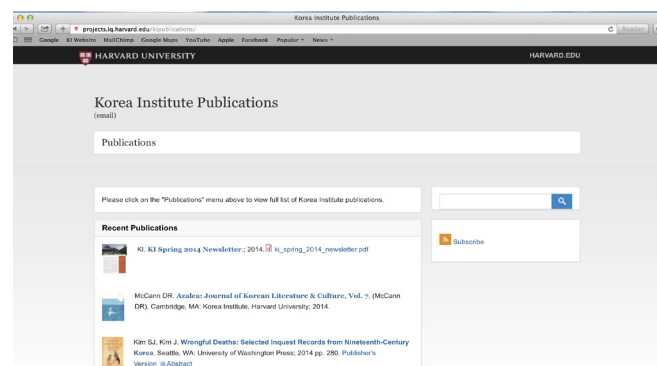 Korea Institute Publications
projects.iq.harvard.edu/kipublications/
Reader
Google KI Website MailChimp Google Maps YouTube Apple Facebook Popular News
HARVARD UNIVERSITY
HARVARD.EDU
Korea Institute Publications
(email)
Publications
Please click on the "Publications" menu above to view full list of Korea Institute publications.
Recent Publications
Subscribe
KI. KI Spring 2014 Newsletter.; 2014. ki_spring_2014_newsletter.pdf
McCann DR. Azalea: Journal of Korean Literature & Culture, Vol. 7. (McCann
DR). Cambridge, MA: Korea Institute, Harvard University; 2014.
Kim SJ, Kim J. Wrongful Deaths: Selected Inquest Records from Nineteenth-Century
Korea. Seattle, WA: University of Washington Press; 2014 pp. 280. Publisher's
Version Abstract